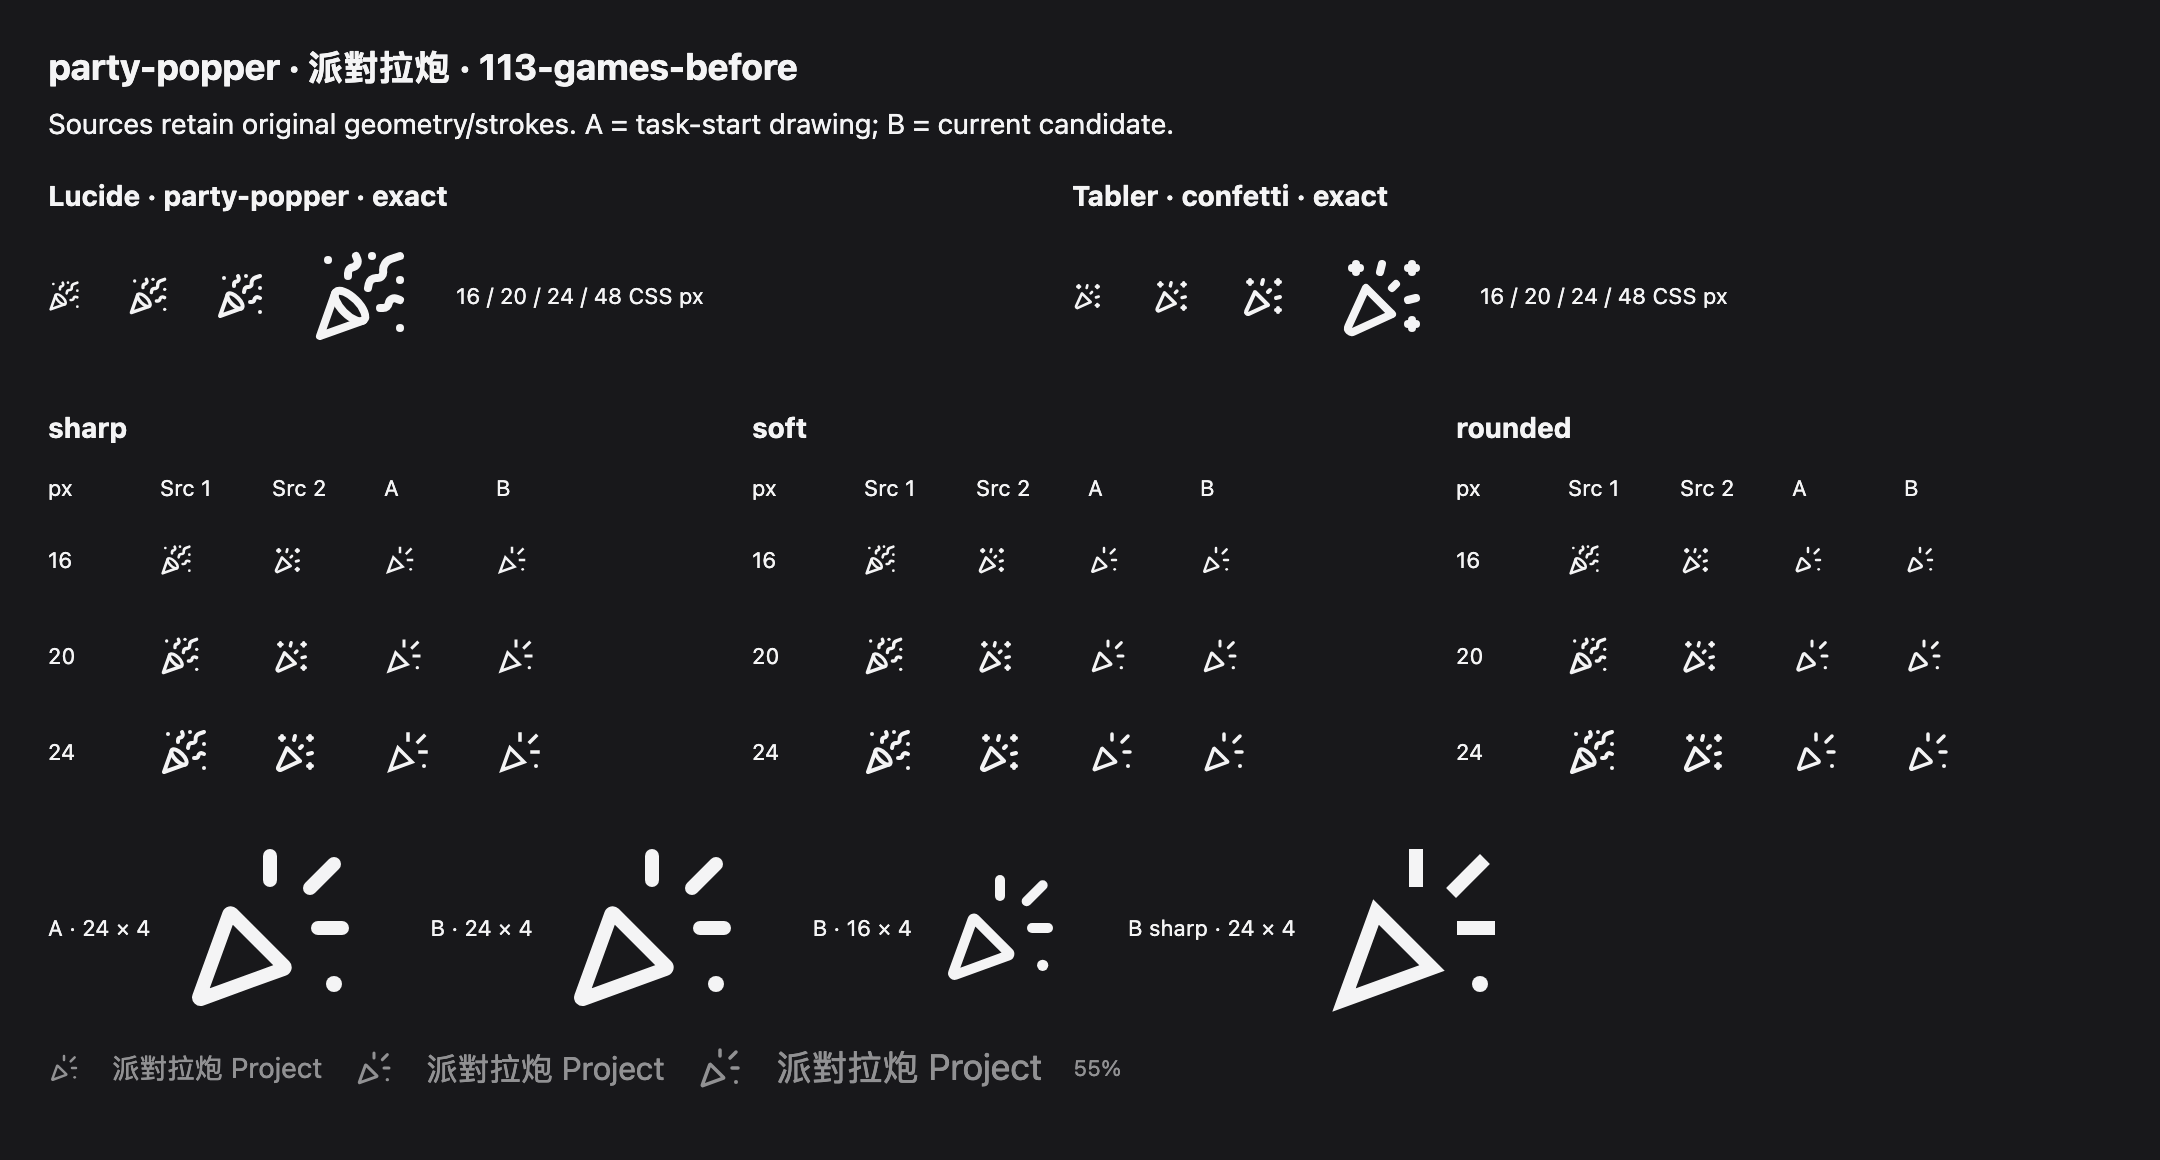 party-popper · 派對拉炮 · 113-games-before
Sources retain original geometry/strokes. A = task-start drawing; B = current candidate.
Lucide · party-popper · exact
Tabler · confetti · exact
16 / 20 / 24 / 48 CSS px
16 / 20 / 24 / 48 CSS px
sharp
soft
rounded
px Src 1 Src 2 A B
px Src 1 Src 2 A B
px Src 1 Src 2 A B
16
16
16
20
20
20
24
24
24
A · 24 × 4
B · 24 × 4
B · 16 × 4
B sharp · 24 × 4
派對拉炮 Project
派對拉炮 Project
派對拉炮 Project
55%